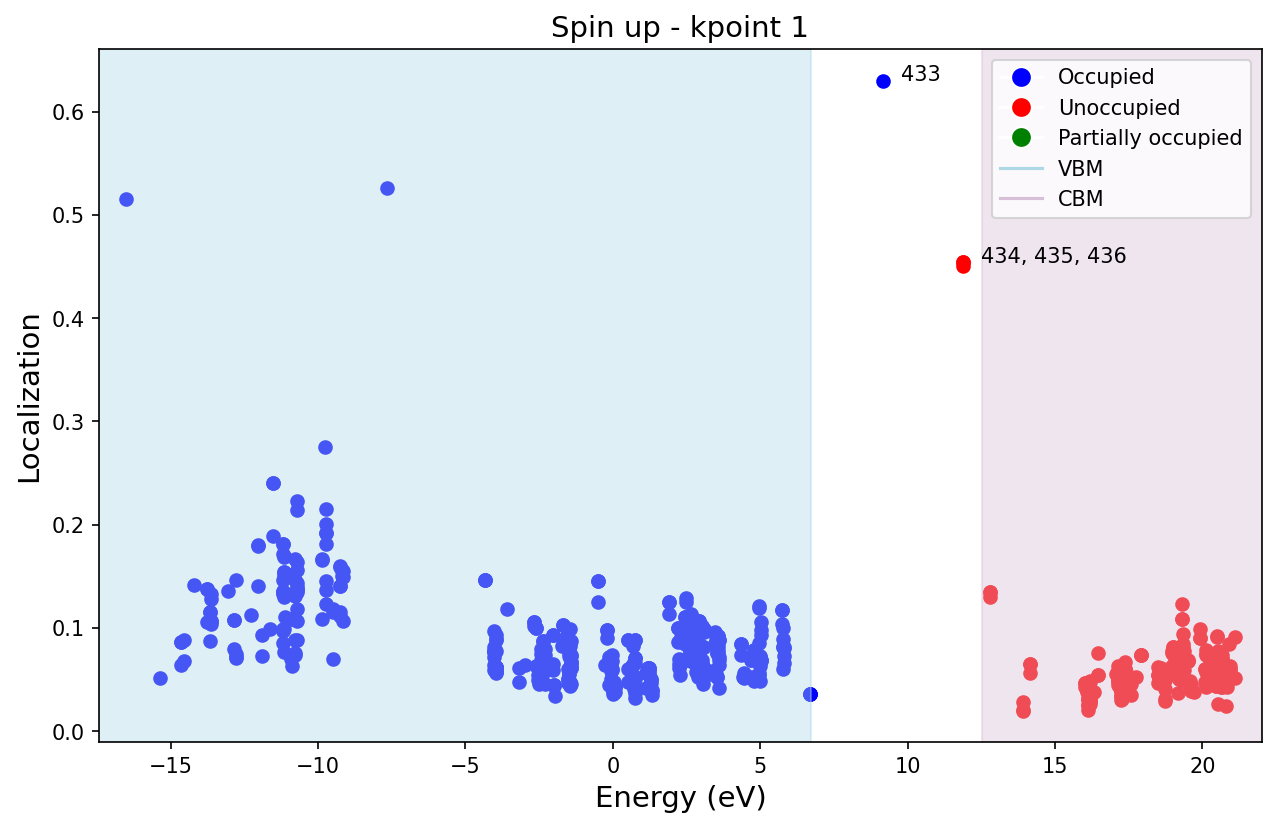 Spin up - kpoint 1
Localization
0.6
0.5
0.4
0.3
0.2
0.1
0.0
433
434, 435, 436
Occupied
Unoccupied
Partially occupied
VBM
CBM
−15
−10
−5
0
5
10
15
20
Energy (eV)